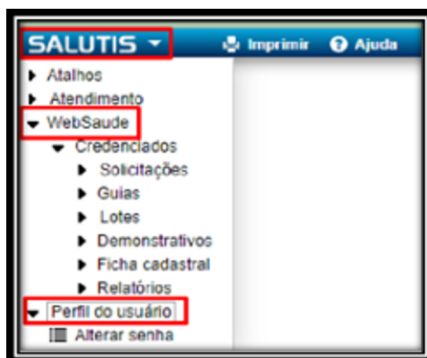 SALUTIS Imprimir Ajuda
Atalhos
Atendimento
WebSaude
Credenciados
Solicitações
Guias
Lotes
Demonstrativos
Ficha cadastral
Relatórios
Perfil do usuário
Alterar senha